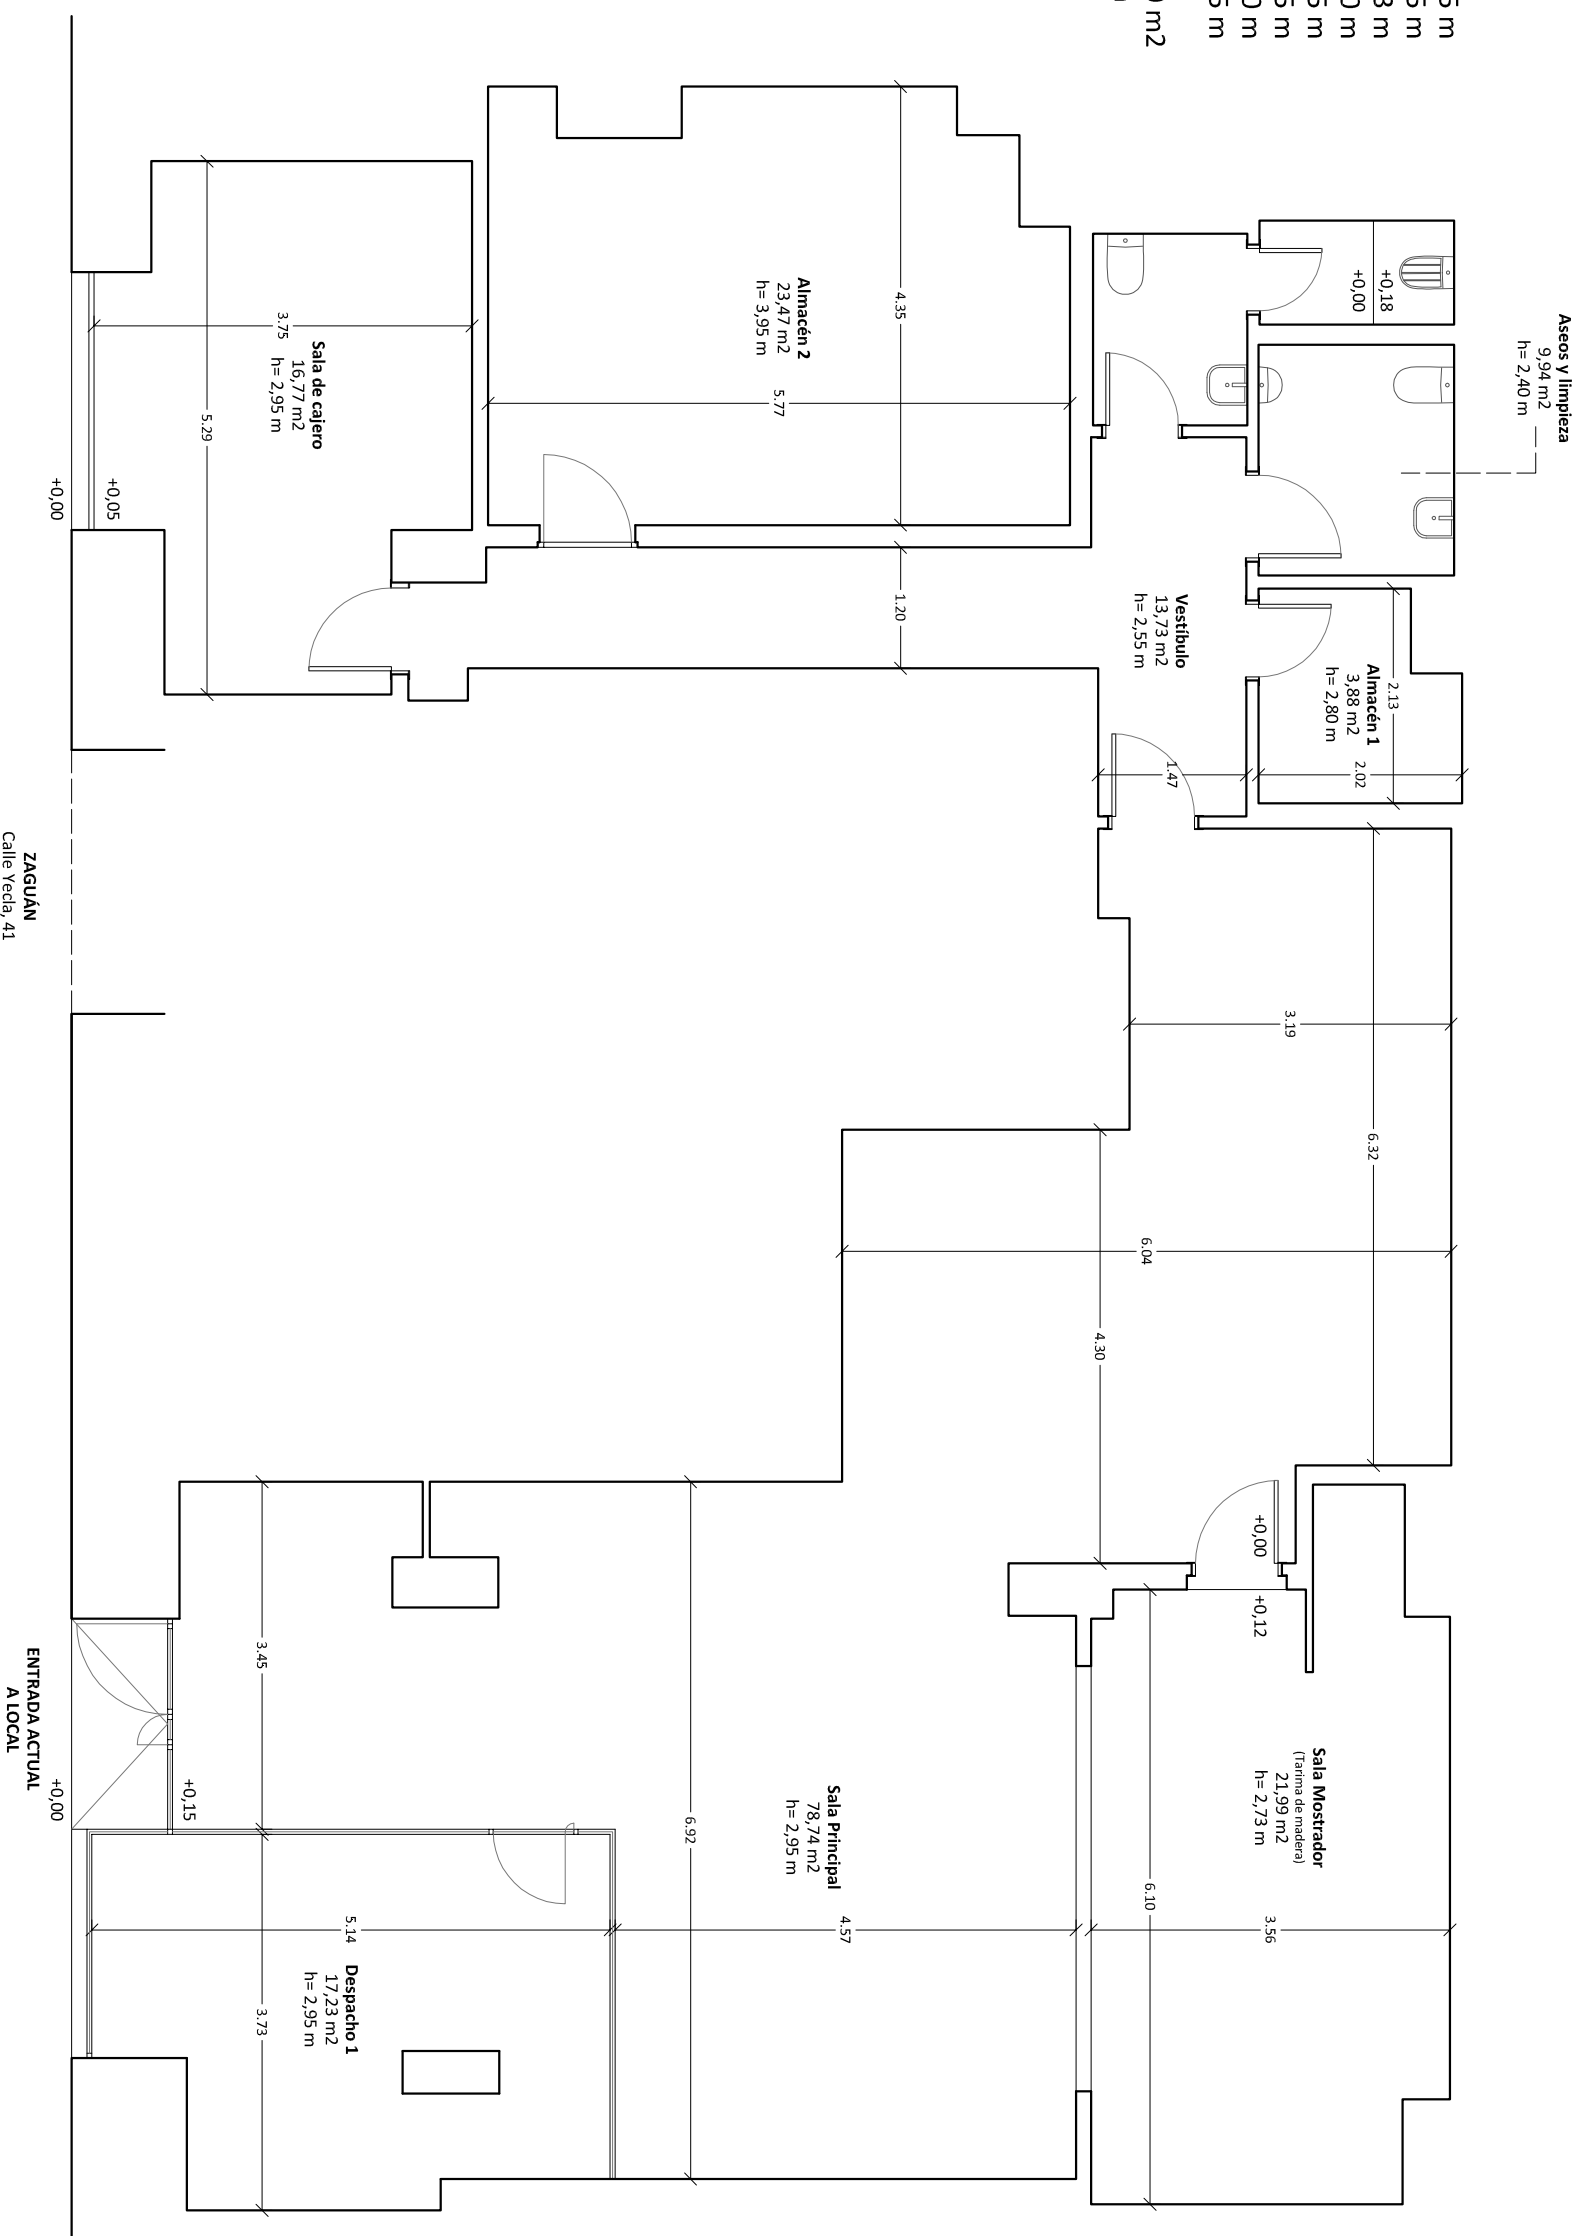 Aseos y limpieza
9,94 m2
h= 2,40 m
+0,18
+0,00
Almacén 2
23,47 m2
h= 3,95 m
4.35
5.77
Sala de cajero
16,77 m2
h= 2,95 m
3.75
5.29
+0,05
+0,00
Vestíbulo
13,73 m2
h= 2,55 m
1.20
1.47
Almacén 1
3,88 m2
h= 2,80 m
2.13
2.02
ZAGUÁN
Calle Yecla, 41
3.19
6.32
6.04
4.30
+0,00
+0,12
Sala Mostrador
(Tarima de madera)
21,99 m2
h= 2,73 m
6.10
3.56
Sala Principal
78,74 m2
h= 2,95 m
6.92
4.57
3.45
3.73
5.14
Despacho 1
17,23 m2
h= 2,95 m
+0,15
+0,00
ENTRADA ACTUAL
A LOCAL
m
m
m
m
m
m
m
m
m2